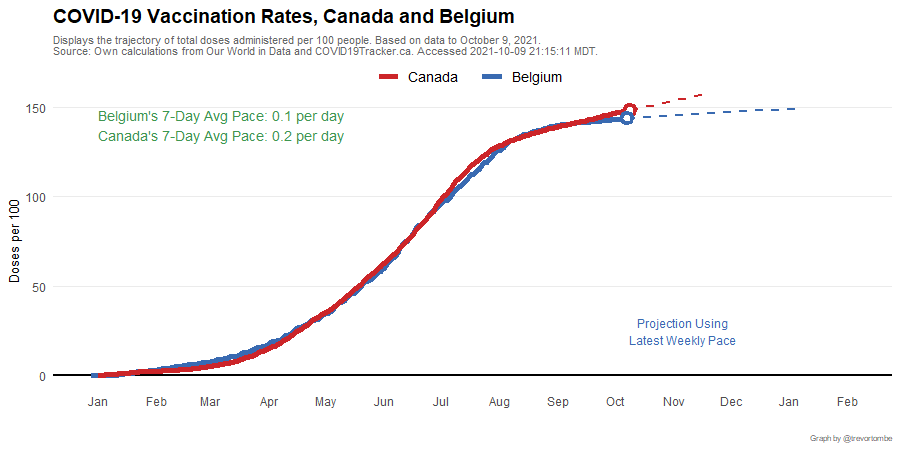 COVID-19 Vaccination Rates, Canada and Belgium
Displays the trajectory of total doses administered per 100 people. Based on data to October 9, 2021.
Source: Own calculations from Our World in Data and COVID19Tracker.ca. Accessed 2021-10-09 21:15:11 MDT.
Canada Belgium
Belgium's 7-Day Avg Pace: 0.1 per day
Canada's 7-Day Avg Pace: 0.2 per day
150
100
50
0
Doses per 100
Projection Using
Latest Weekly Pace
Jan Feb Mar Apr May Jun Jul Aug Sep Oct Nov Dec Jan Feb
Graph by @trevortombe